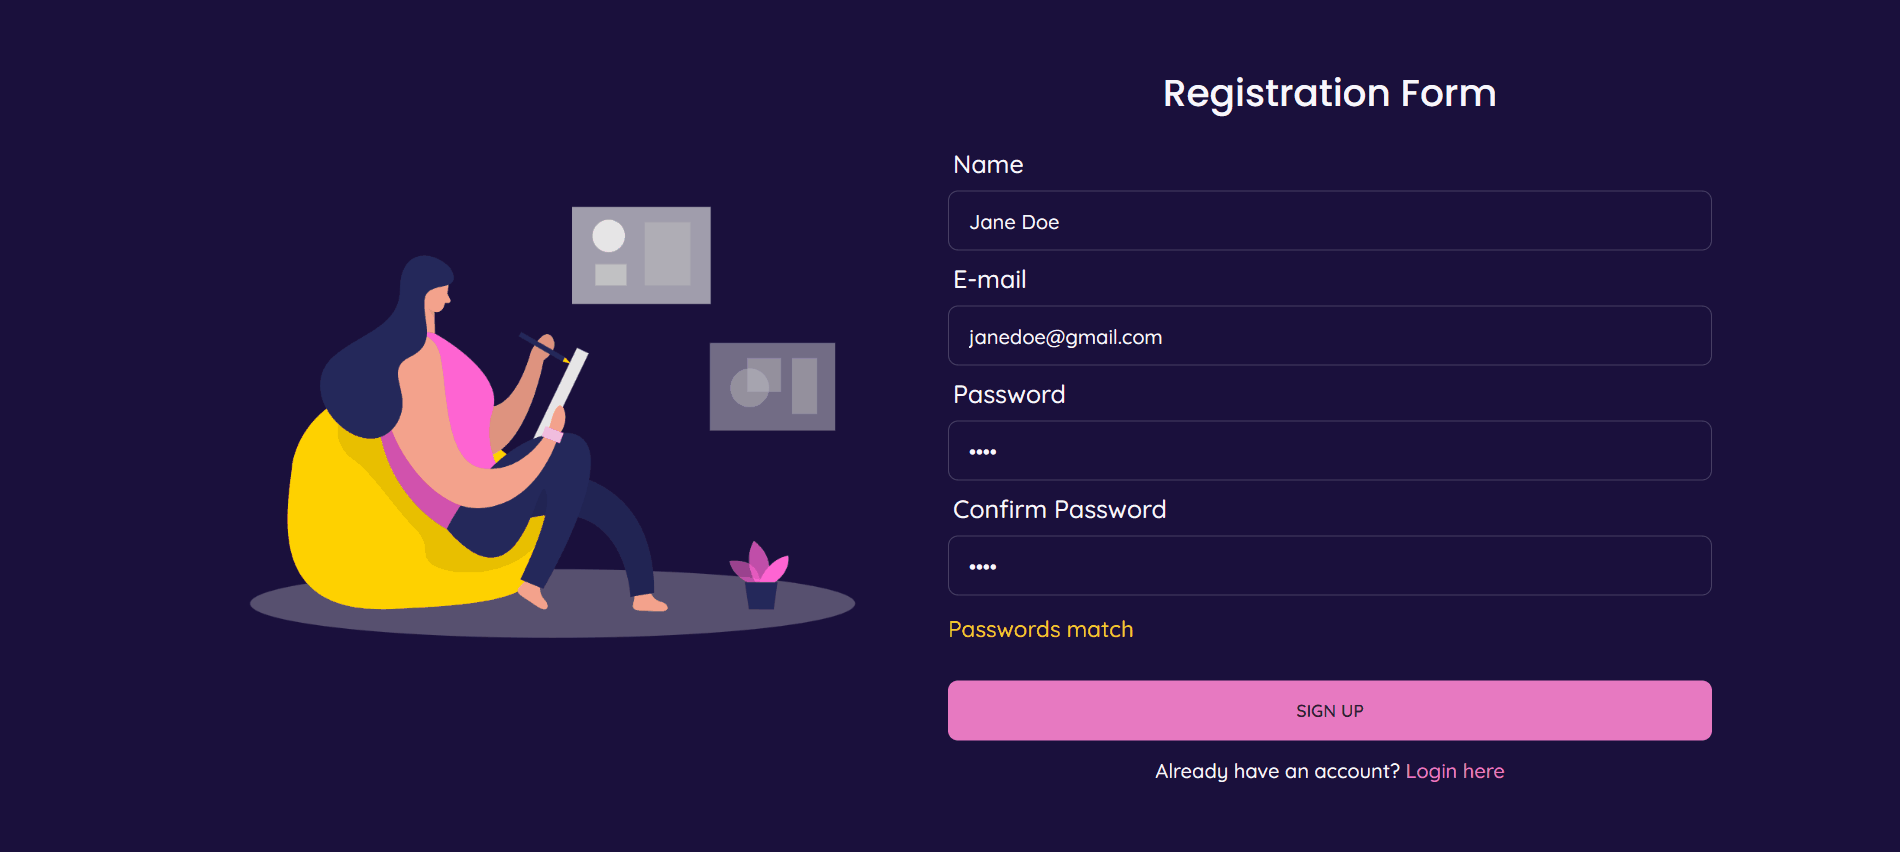 Registration Form
Name
Jane Doe
E-mail
janedoe@gmail.com
Password
••••
Confirm Password
••••
Passwords match
SIGN UP
Already have an account? Login here